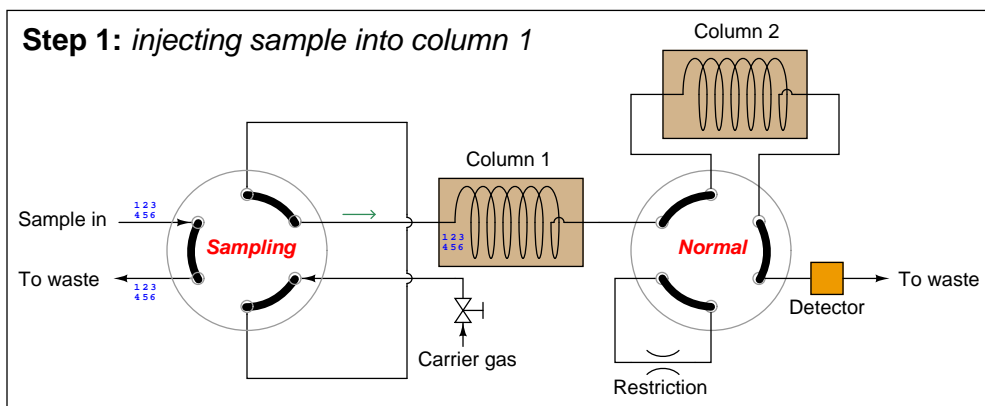 Step 1: injecting sample into column 1
Column 2
Column 1
Sample in
1 2 3
4 5 6
To waste
1 2 3
4 5 6
Sampling
1 2 3
4 5 6
Carrier gas
Normal
Restriction
Detector
To waste